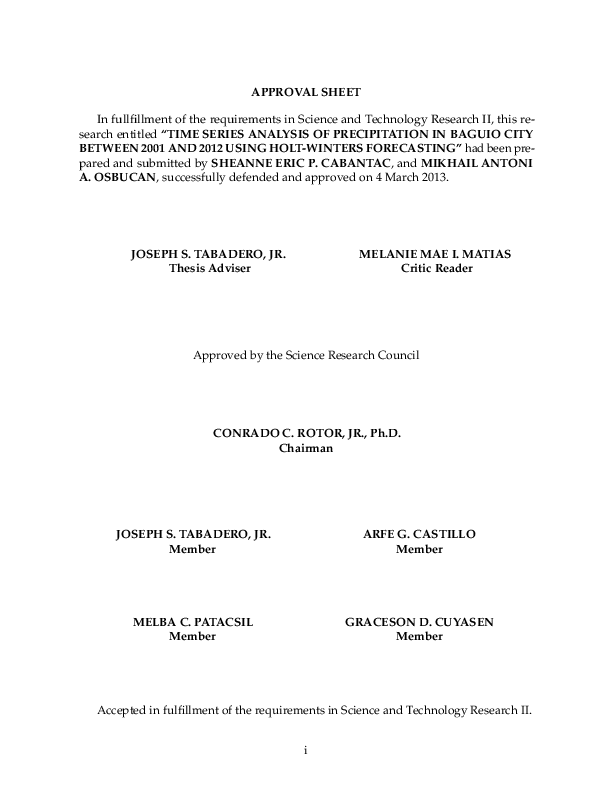 APPROVAL SHEET
In fullfillment of the requirements in Science and Technology Research II, this re-
search entitled “TIME SERIES ANALYSIS OF PRECIPITATION IN BAGUIO CITY
BETWEEN 2001 AND 2012 USING HOLT-WINTERS FORECASTING” had been pre-
pared and submitted by SHEANNE ERIC P. CABANTAC, and MIKHAIL ANTONI
A. OSBUCAN, successfully defended and approved on 4 March 2013.
JOSEPH S. TABADERO, JR. MELANIE MAE I. MATIAS
Thesis Adviser Critic Reader
Approved by the Science Research Council
CONRADO C. ROTOR, JR., Ph.D.
Chairman
JOSEPH S. TABADERO, JR. ARFE G. CASTILLO
Member Member
MELBA C. PATACSIL GRACESON D. CUYASEN
Member Member
Accepted in fulfillment of the requirements in Science and Technology Research II.
i